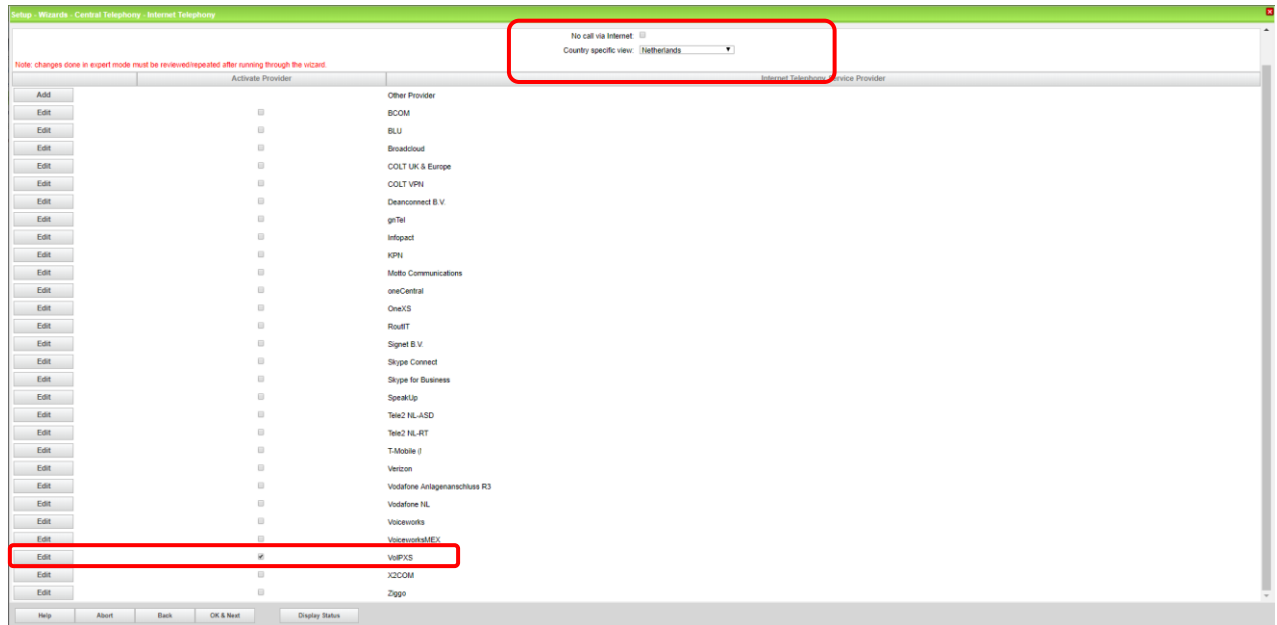 Setup - Wizards - Central Telephony - Internet Telephony
No call via Internet:
Country specific view: Netherlands
Note: changes done in expert mode must be reviewed/repeated after running through the wizard
Activate Provider Internet Telephony Service Provider
Add Other Provider
Edit BCOM
Edit BLU
Edit Broadcloud
Edit COLT UK & Europe
Edit COLT VPN
Edit Deanconnect B.V.
Edit gnTel
Edit Infopact
Edit KPN
Edit Motto Communications
Edit oneCentral
Edit OneXS
Edit RoutIT
Edit Signet B.V.
Edit Skype Connect
Edit Skype for Business
Edit SpeakUp
Edit Tele2 NL-ASD
Edit Tele2 NL-RT
Edit T-Mobile (/
Edit Verizon
Edit Vodafone Anlagenanschluss R3
Edit Vodafone NL
Edit Voiceworks
Edit VoiceworksMEX
Edit VoIPXS
Edit X2COM
Edit Ziggo
Help Abort Back OK & Next Display Status